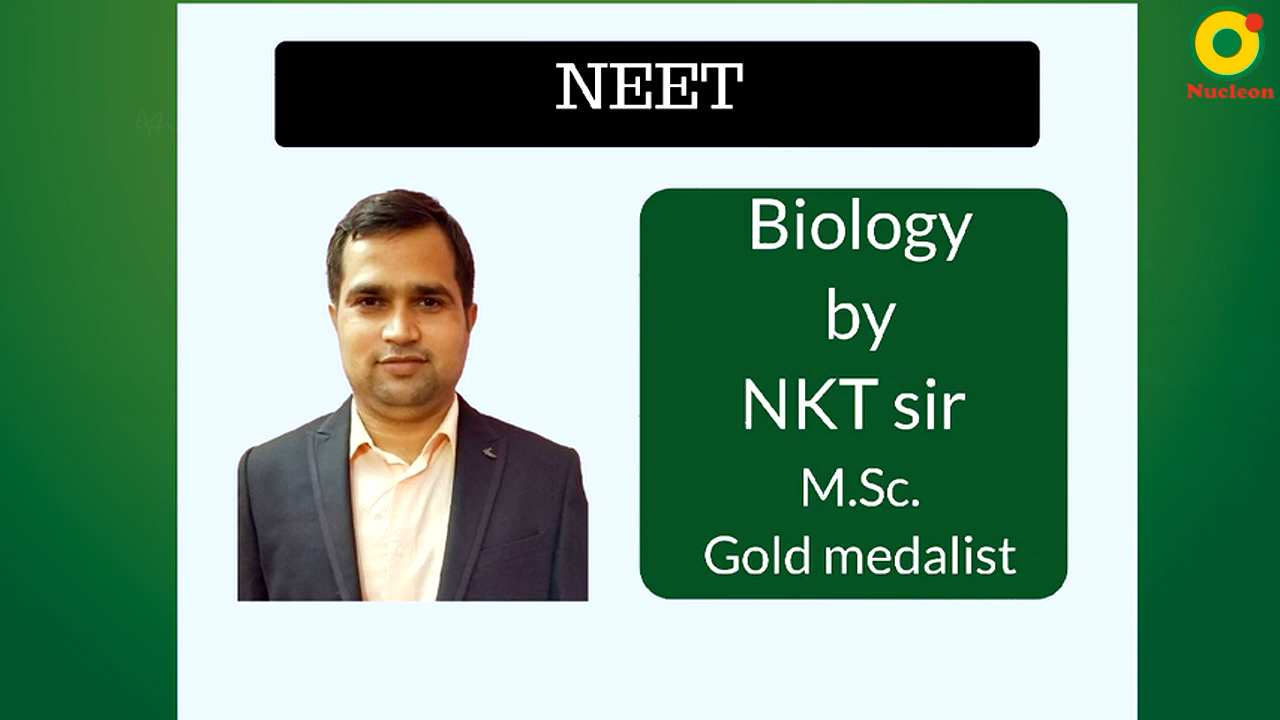 NEET
Nucleon
Biology
by
NKT sir
M.Sc.
Gold medalist